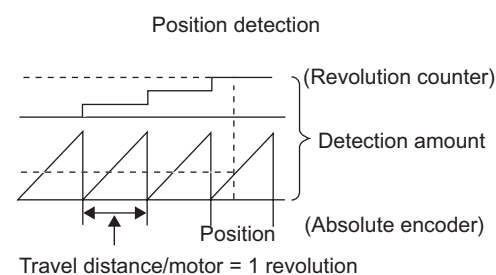 Position detection
(Revolution counter)
Detection amount
Position
(Absolute encoder)
Travel distance/motor = 1 revolution